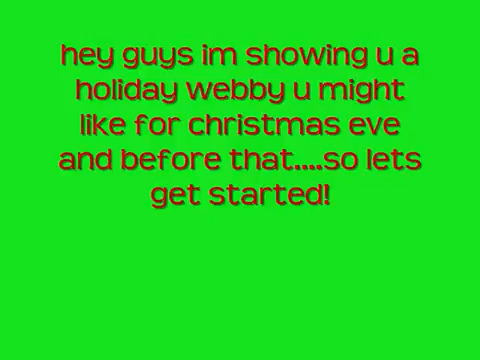 hey guys im showing u a
holiday webby u might
like for christmas eve
and before that....so lets
get started!